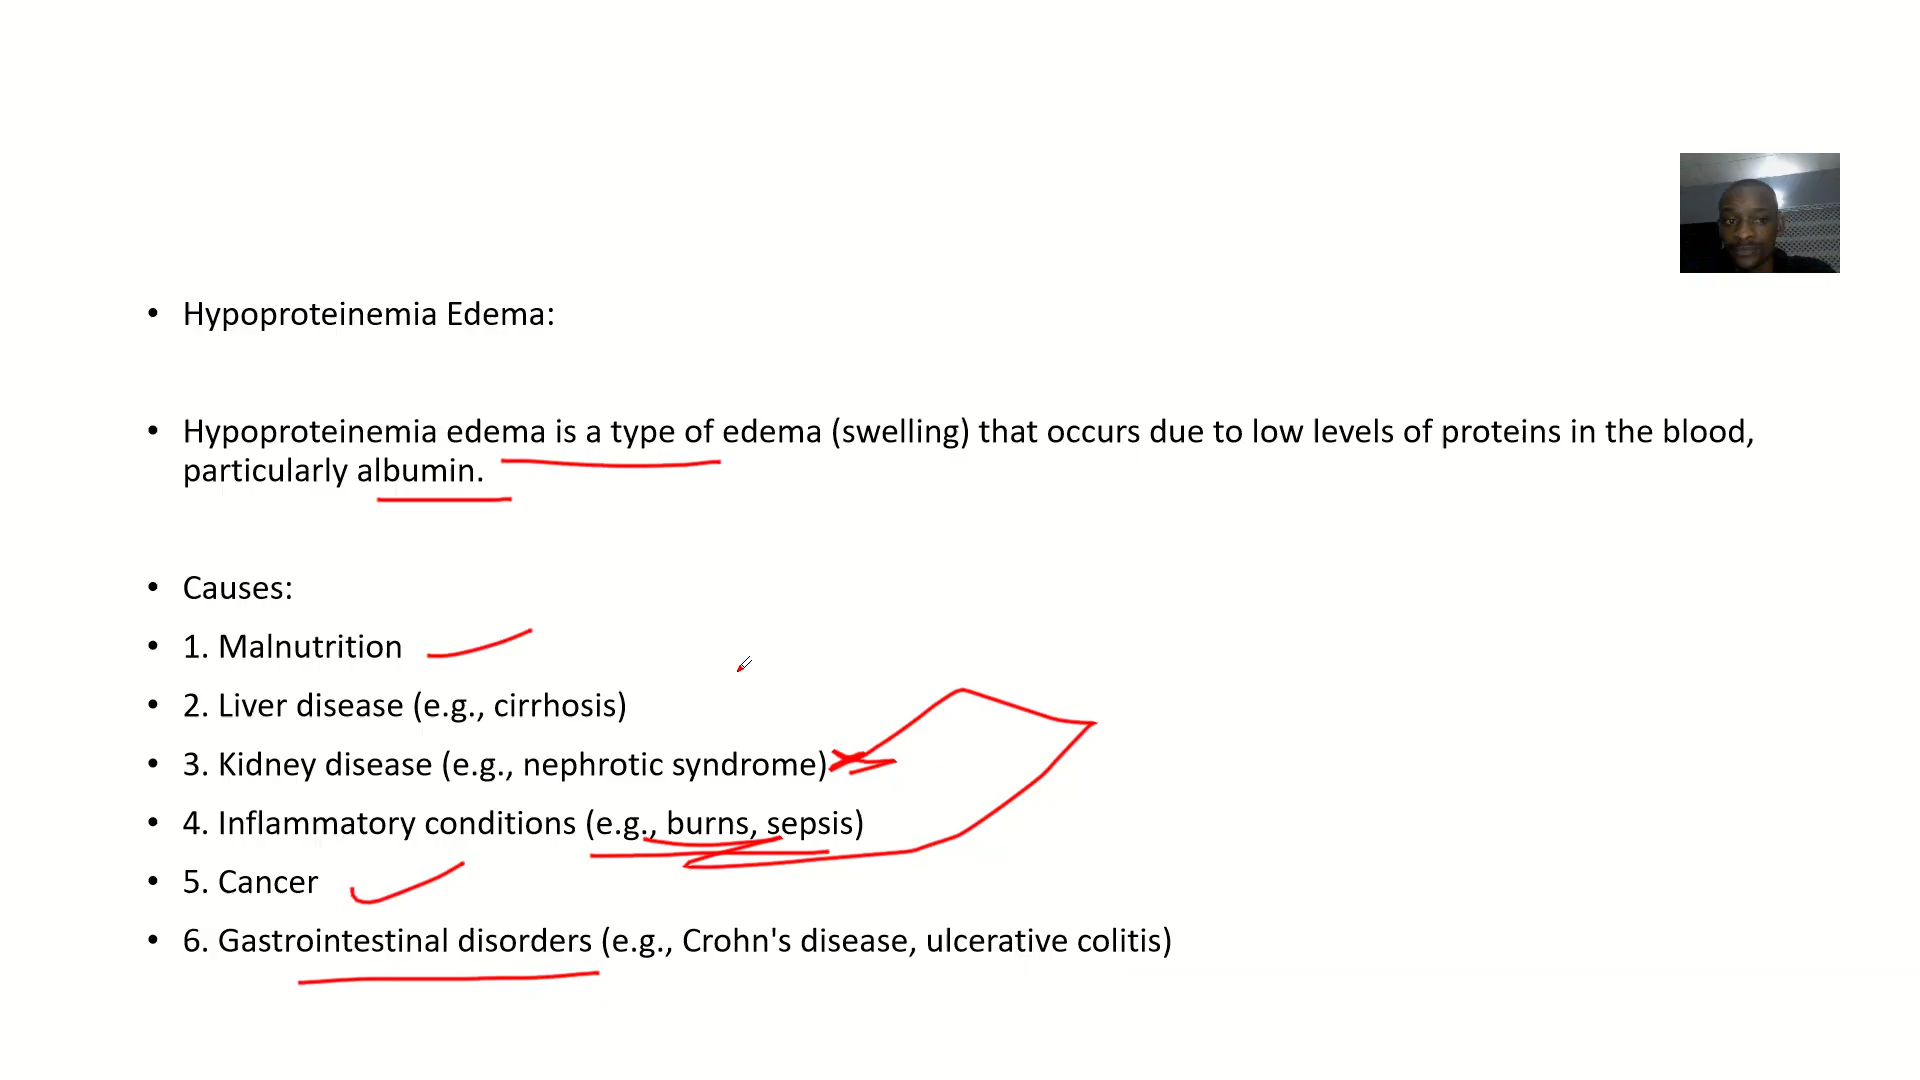 • Hypoproteinemia Edema:
• Hypoproteinemia edema is a type of edema (swelling) that occurs due to low levels of proteins in the blood,
particularly albumin.
• Causes:
• 1. Malnutrition
• 2. Liver disease (e.g., cirrhosis)
• 3. Kidney disease (e.g., nephrotic syndrome)
• 4. Inflammatory conditions (e.g., burns, sepsis)
• 5. Cancer
• 6. Gastrointestinal disorders (e.g., Crohn's disease, ulcerative colitis)